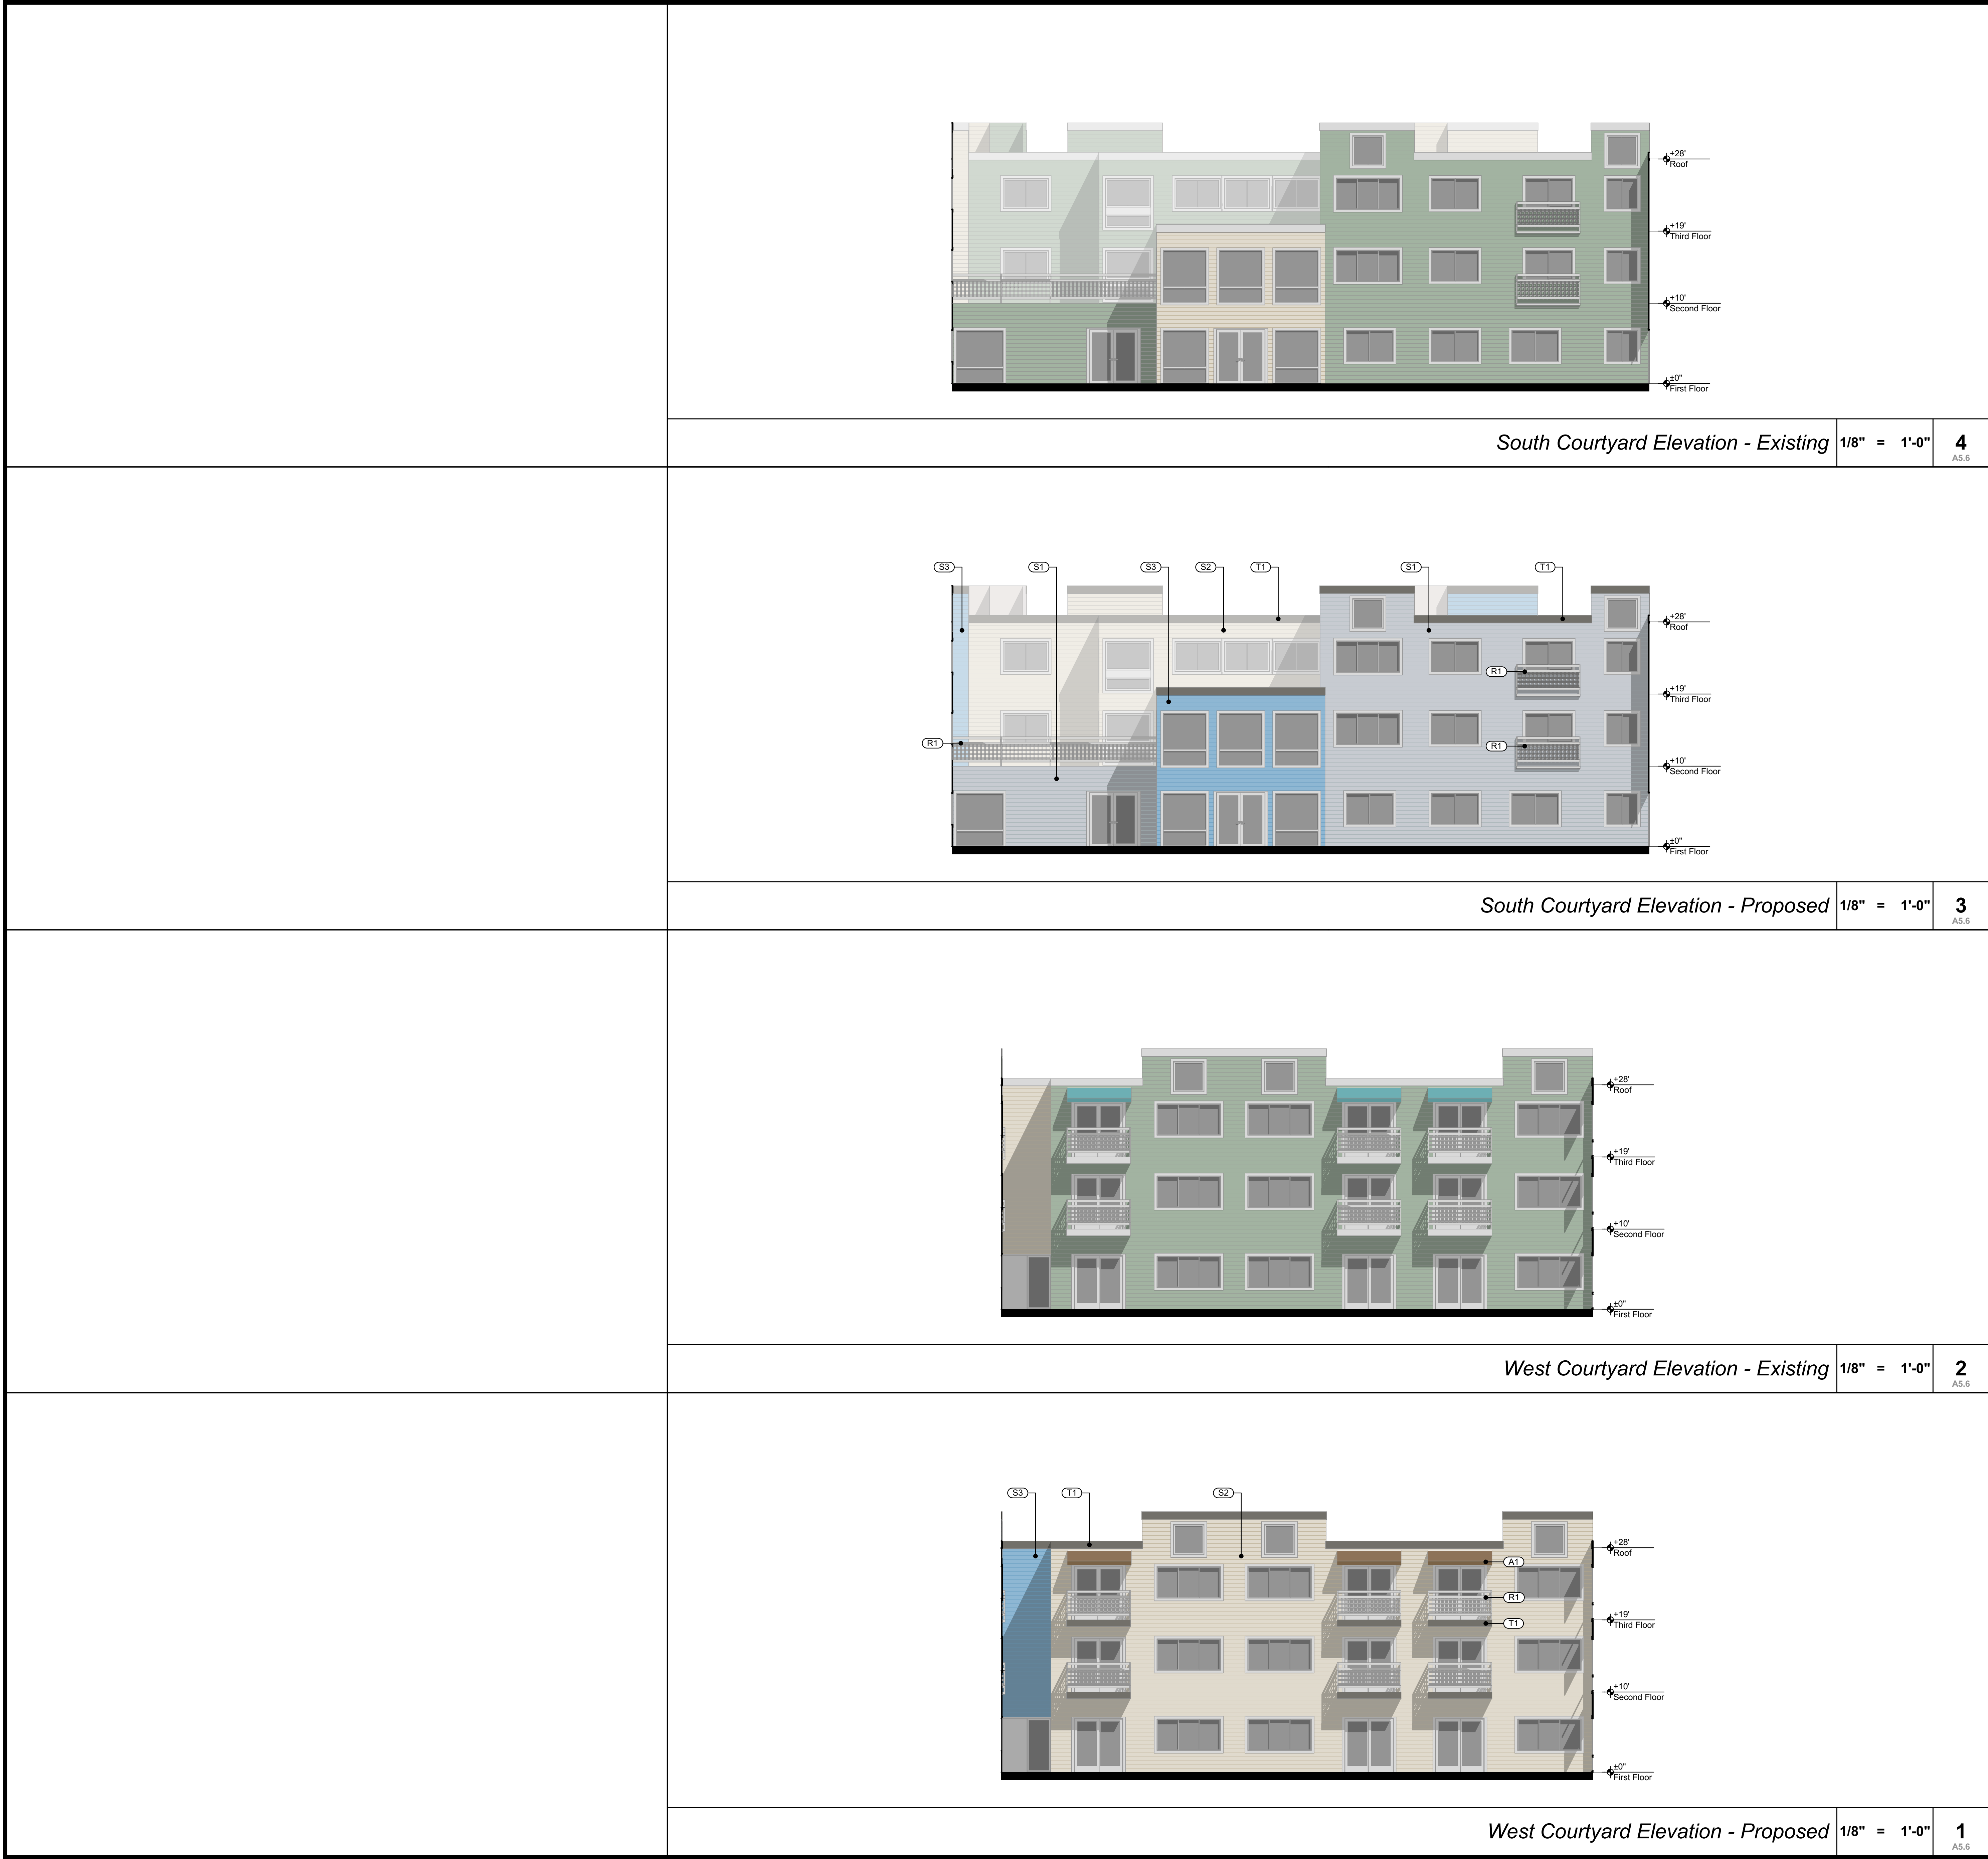 +28'
Roof
+19'
Third Floor
+10'
Second Floor
±0"
First Floor
South Courtyard Elevation - Existing 1/8" = 1'-0" 4
A5.6
S3 S1 S3 S2 T1 S1 T1
+28'
Roof
R1
+19'
Third Floor
R1 R1
+10'
Second Floor
±0"
First Floor
South Courtyard Elevation - Proposed 1/8" = 1'-0" 3
A5.6
+28'
Roof
+19'
Third Floor
+10'
Second Floor
±0"
First Floor
West Courtyard Elevation - Existing 1/8" = 1'-0" 2
A5.6
S3 T1 S2
+28'
Roof
A1
R1
+19'
Third Floor
T1
+10'
Second Floor
±0"
First Floor
West Courtyard Elevation - Proposed 1/8" = 1'-0" 1
A5.6